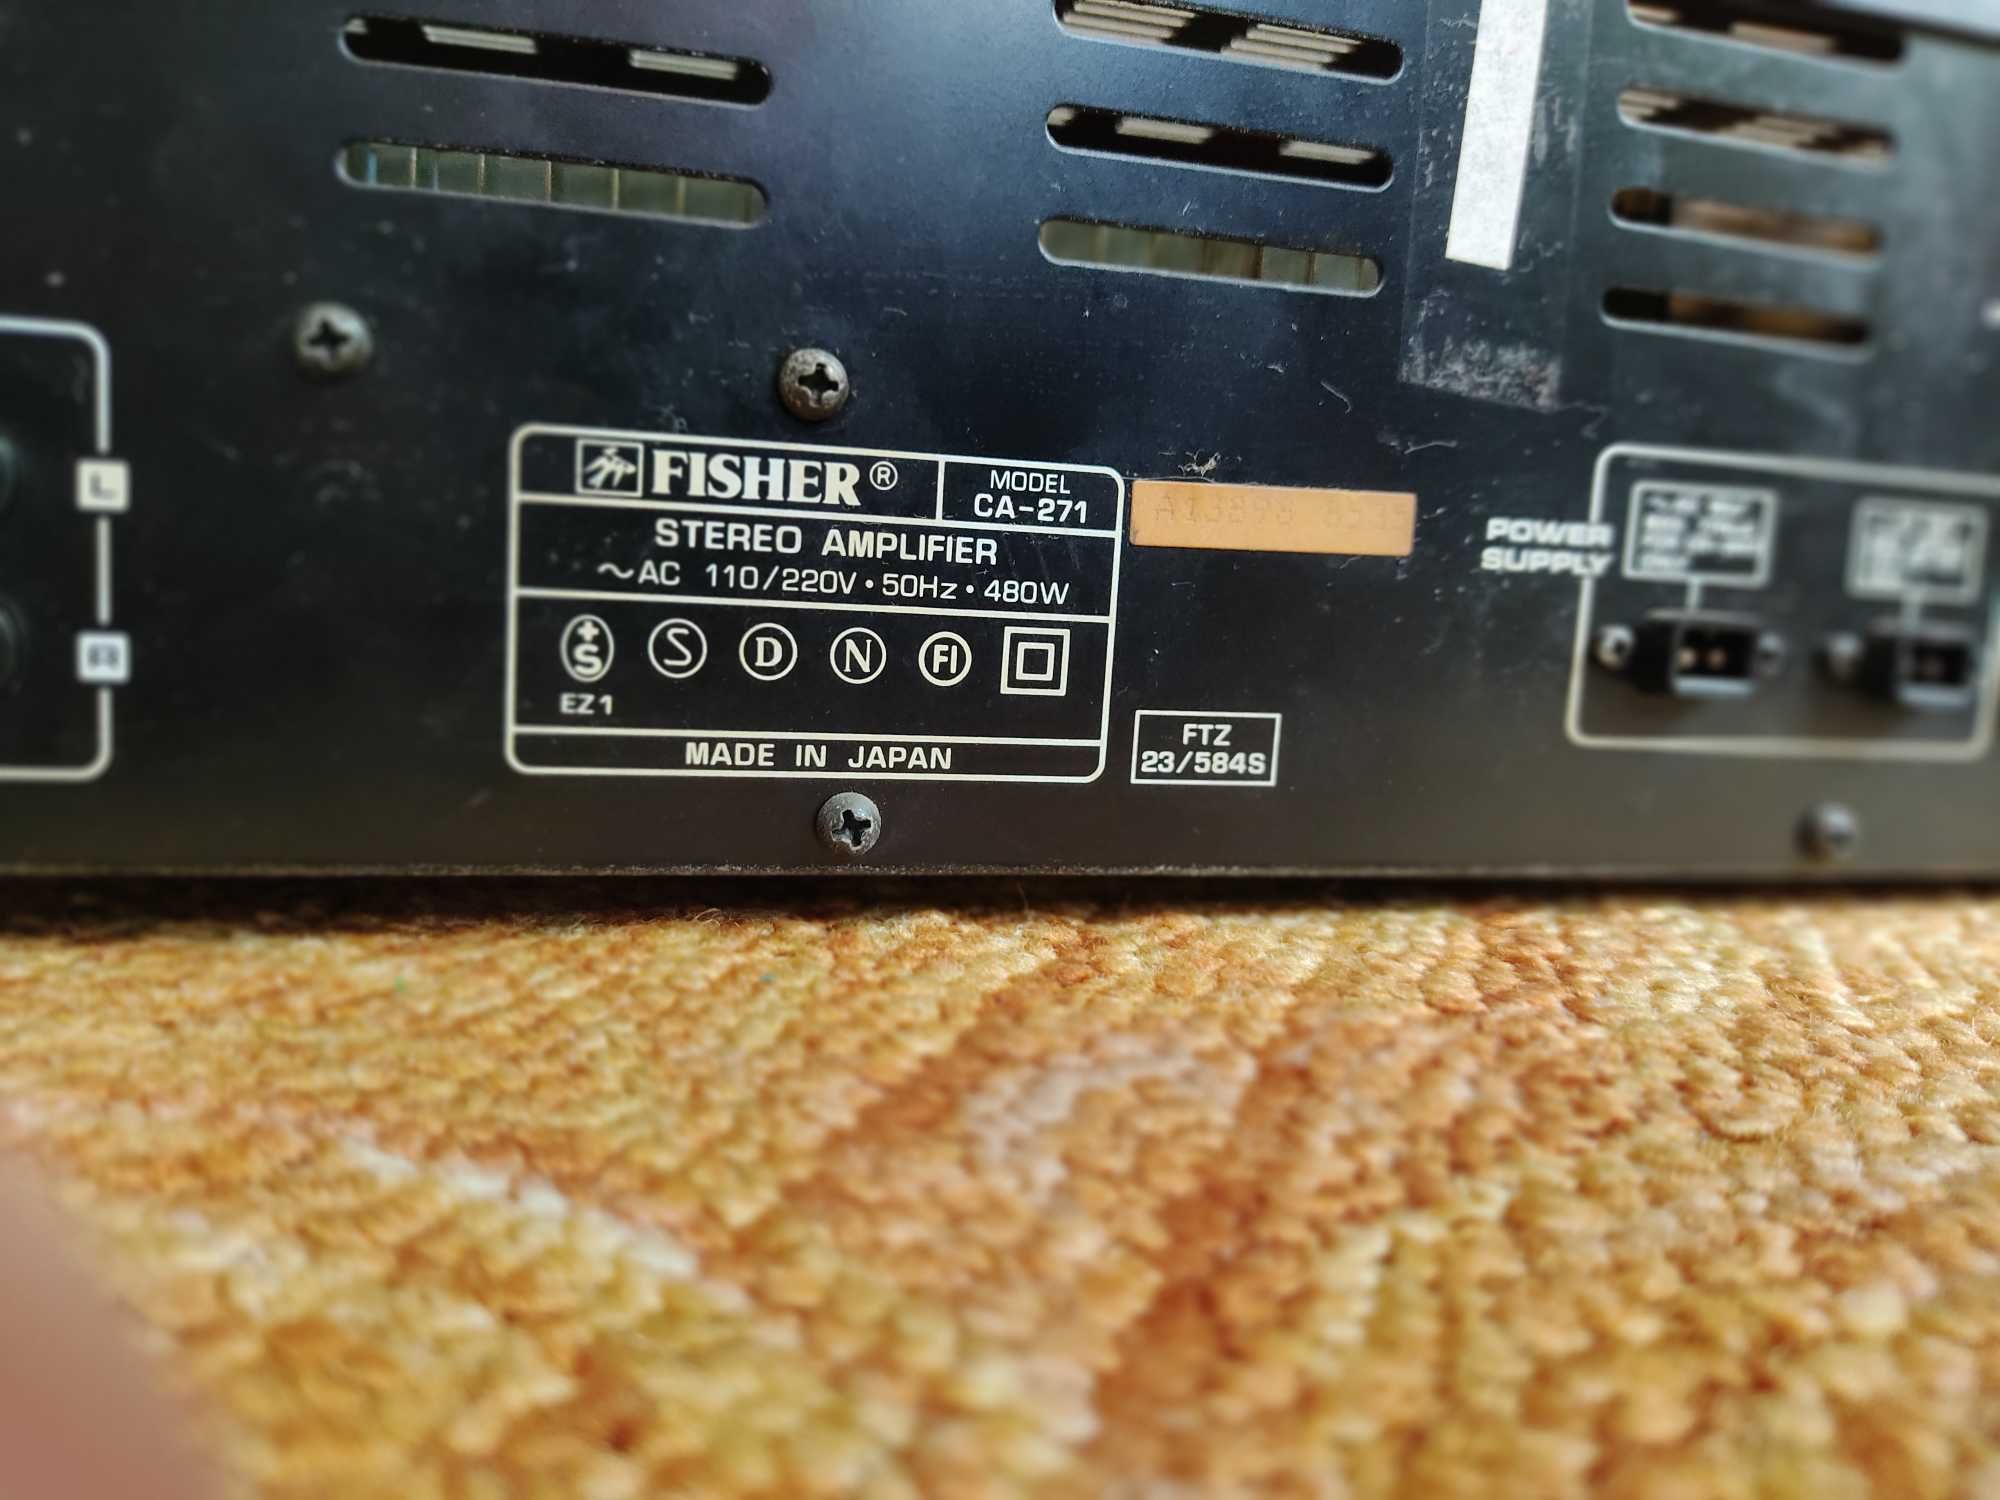 FISHER®
MODEL
CA-271
STEREO AMPLIFIER
~AC 110/220V • 50Hz • 480W
+S S D N FI
EZ1
MADE IN JAPAN
FTZ
23/584S
POWER
SUPPLY
L
R